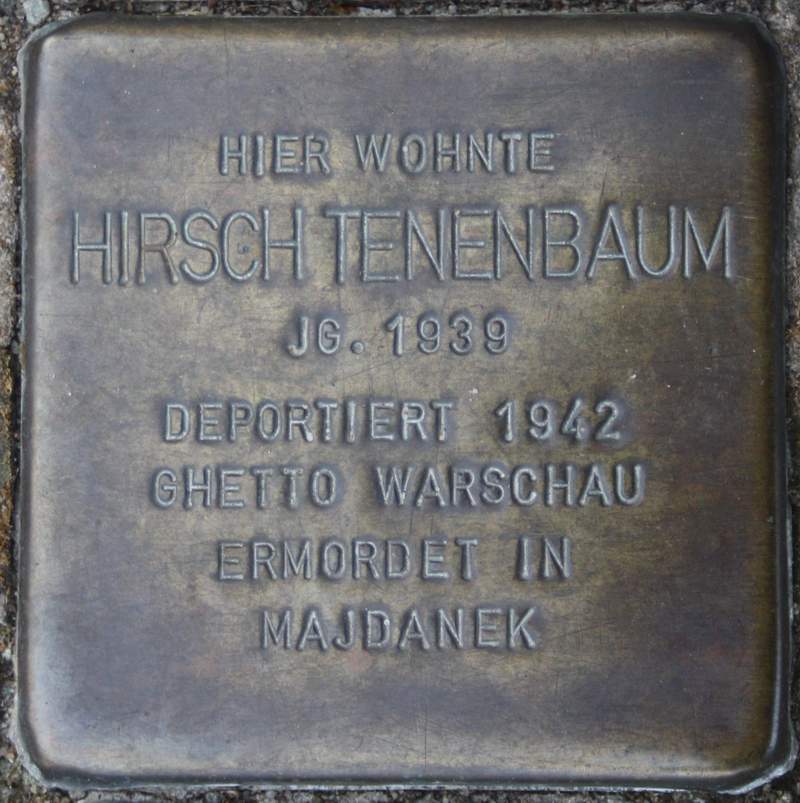 HIER WOHNTE
HIRSCH TENENBAUM
JG. 1939
DEPORTIERT 1942
GHETTO WARSCHAU
ERMORDET IN
MAJDANEK